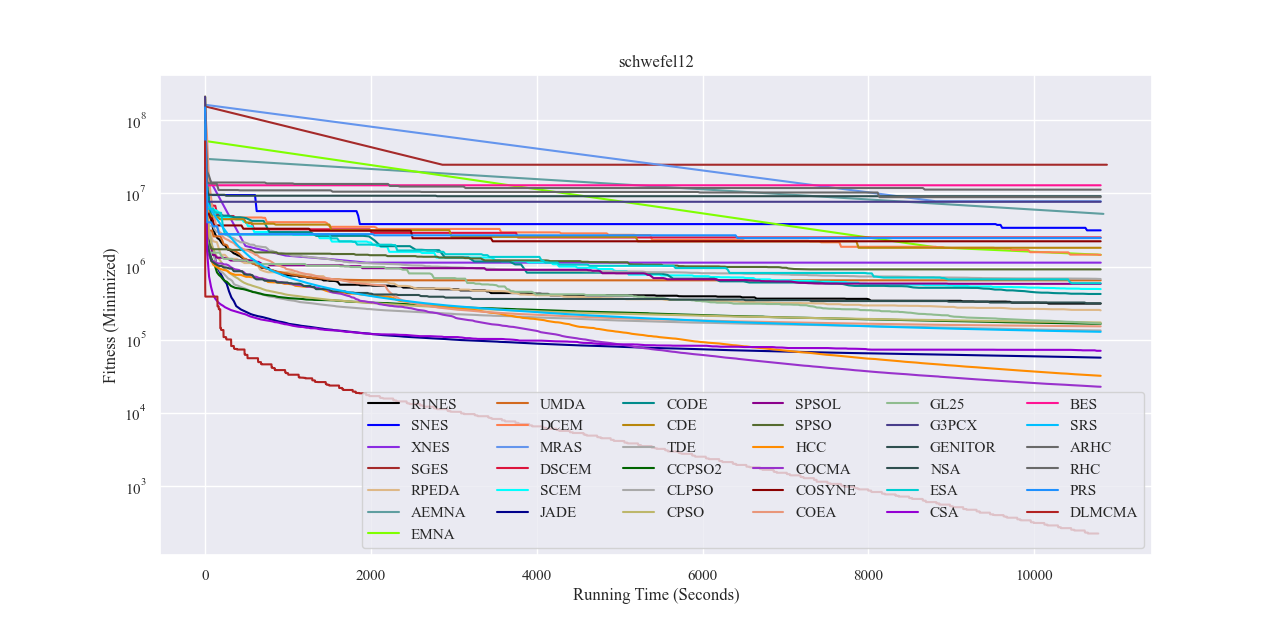 schwefel12
Fitness (Minimized)
10^8
10^7
10^6
10^5
10^4
10^3
R1NES UMDA CODE SPSOL GL25 BES
SNES DCEM CDE SPSO G3PCX SRS
XNES MRAS TDE HCC GENITOR ARHC
SGES DSCEM CCPSO2 COCMA NSA RHC
RPEDA SCEM CLPSO COSYNE ESA PRS
AEMNA JADE CPSO COEA CSA DLMCMA
EMNA
0 2000 4000 6000 8000 10000
Running Time (Seconds)